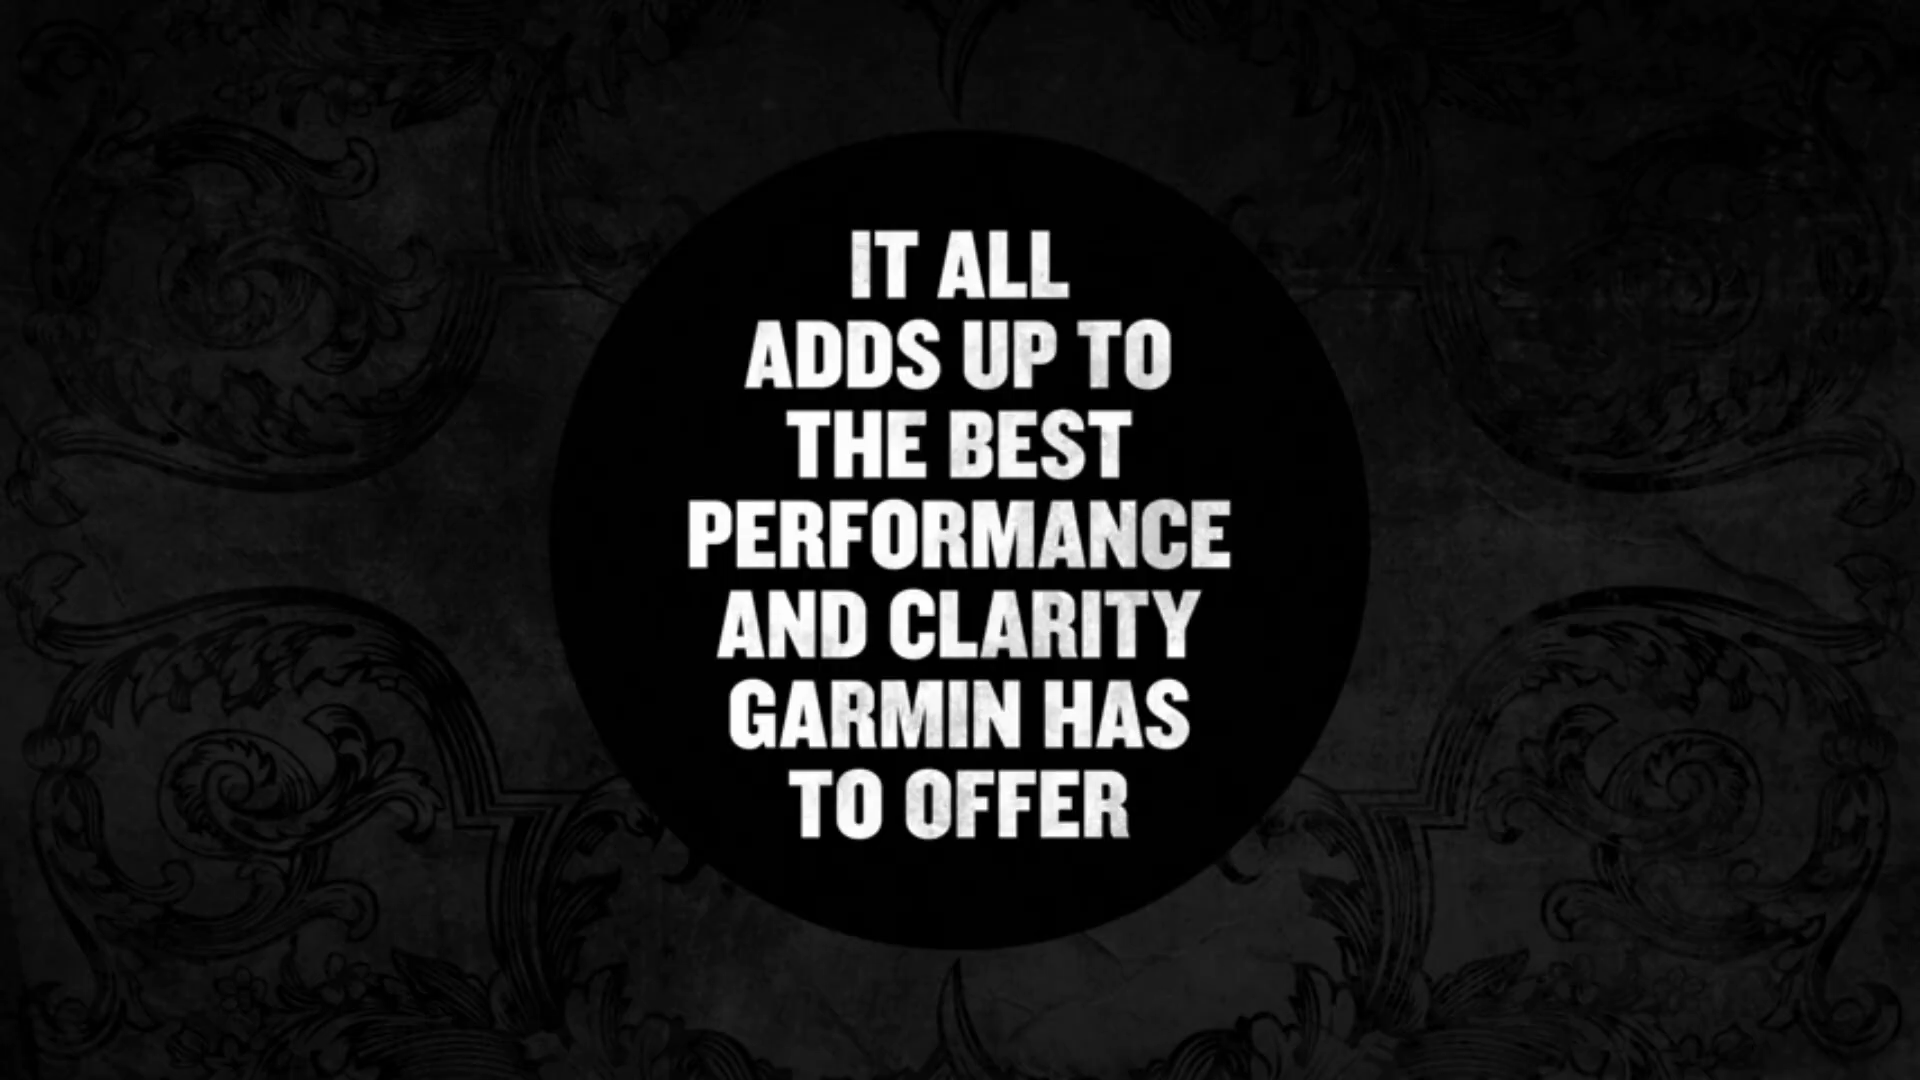 IT ALL
ADDS UP TO
THE BEST
PERFORMANCE
AND CLARITY
GARMIN HAS
TO OFFER